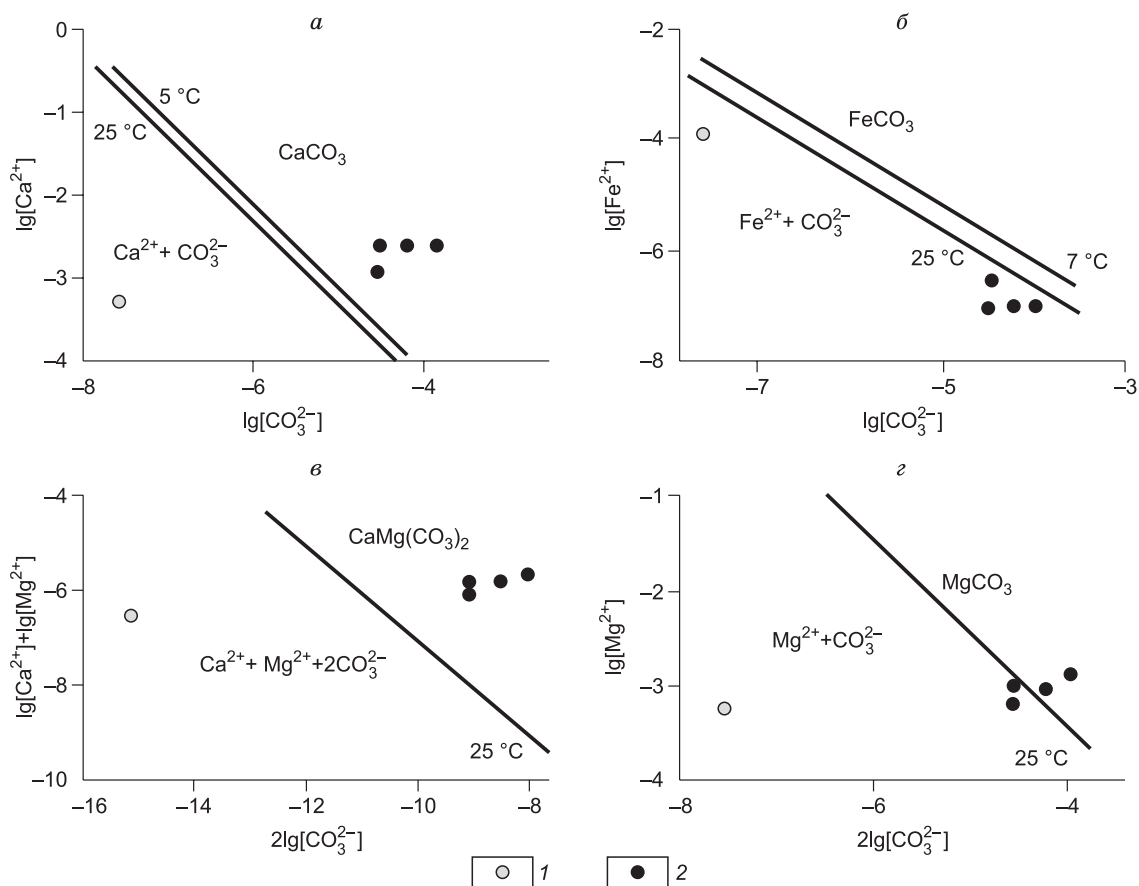 а
0
–1
–2
–3
–4
lg[Ca²⁺]
5 °C
25 °C
CaCO₃
Ca²⁺+ CO₃²⁻
–8
–6
–4
lg[CO₃²⁻]
б
–2
–4
–6
–8
lg[Fe²⁺]
FeCO₃
Fe²⁺+ CO₃²⁻
25 °C
7 °C
–7
–5
–3
lg[CO₃²⁻]
в
–4
–6
–8
–10
lg[Ca²⁺]+lg[Mg²⁺]
CaMg(CO₃)₂
Ca²⁺+ Mg²⁺+2CO₃²⁻
25 °C
–16
–14
–12
–10
–8
2lg[CO₃²⁻]
г
–1
–2
–3
–4
lg[Mg²⁺]
MgCO₃
Mg²⁺+CO₃²⁻
25 °C
–8
–6
–4
2lg[CO₃²⁻]
1
2